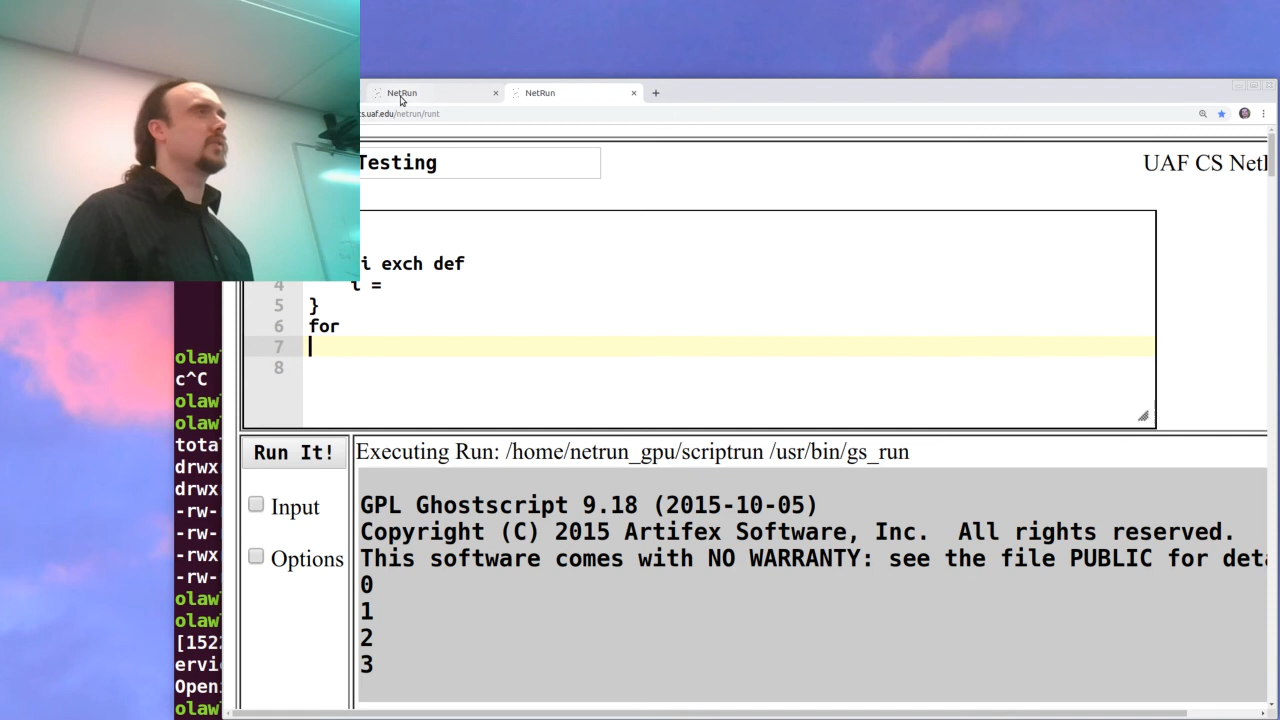 NetRun
NetRun
s.uaf.edu/netrun/runt
Testing
UAF CS Net
i exch def
4 i =
5 }
6 for
7
8
olaw
c^C
olaw
olaw
tota
drwx
drwx
-rw-
-rw-
-rwx
-rw-
olaw
olaw
[152
ervi
Open
olaw
Run It!
Input
Options
Executing Run: /home/netrun_gpu/scriptrun /usr/bin/gs_run
GPL Ghostscript 9.18 (2015-10-05)
Copyright (C) 2015 Artifex Software, Inc. All rights reserved.
This software comes with NO WARRANTY: see the file PUBLIC for det
0
1
2
3